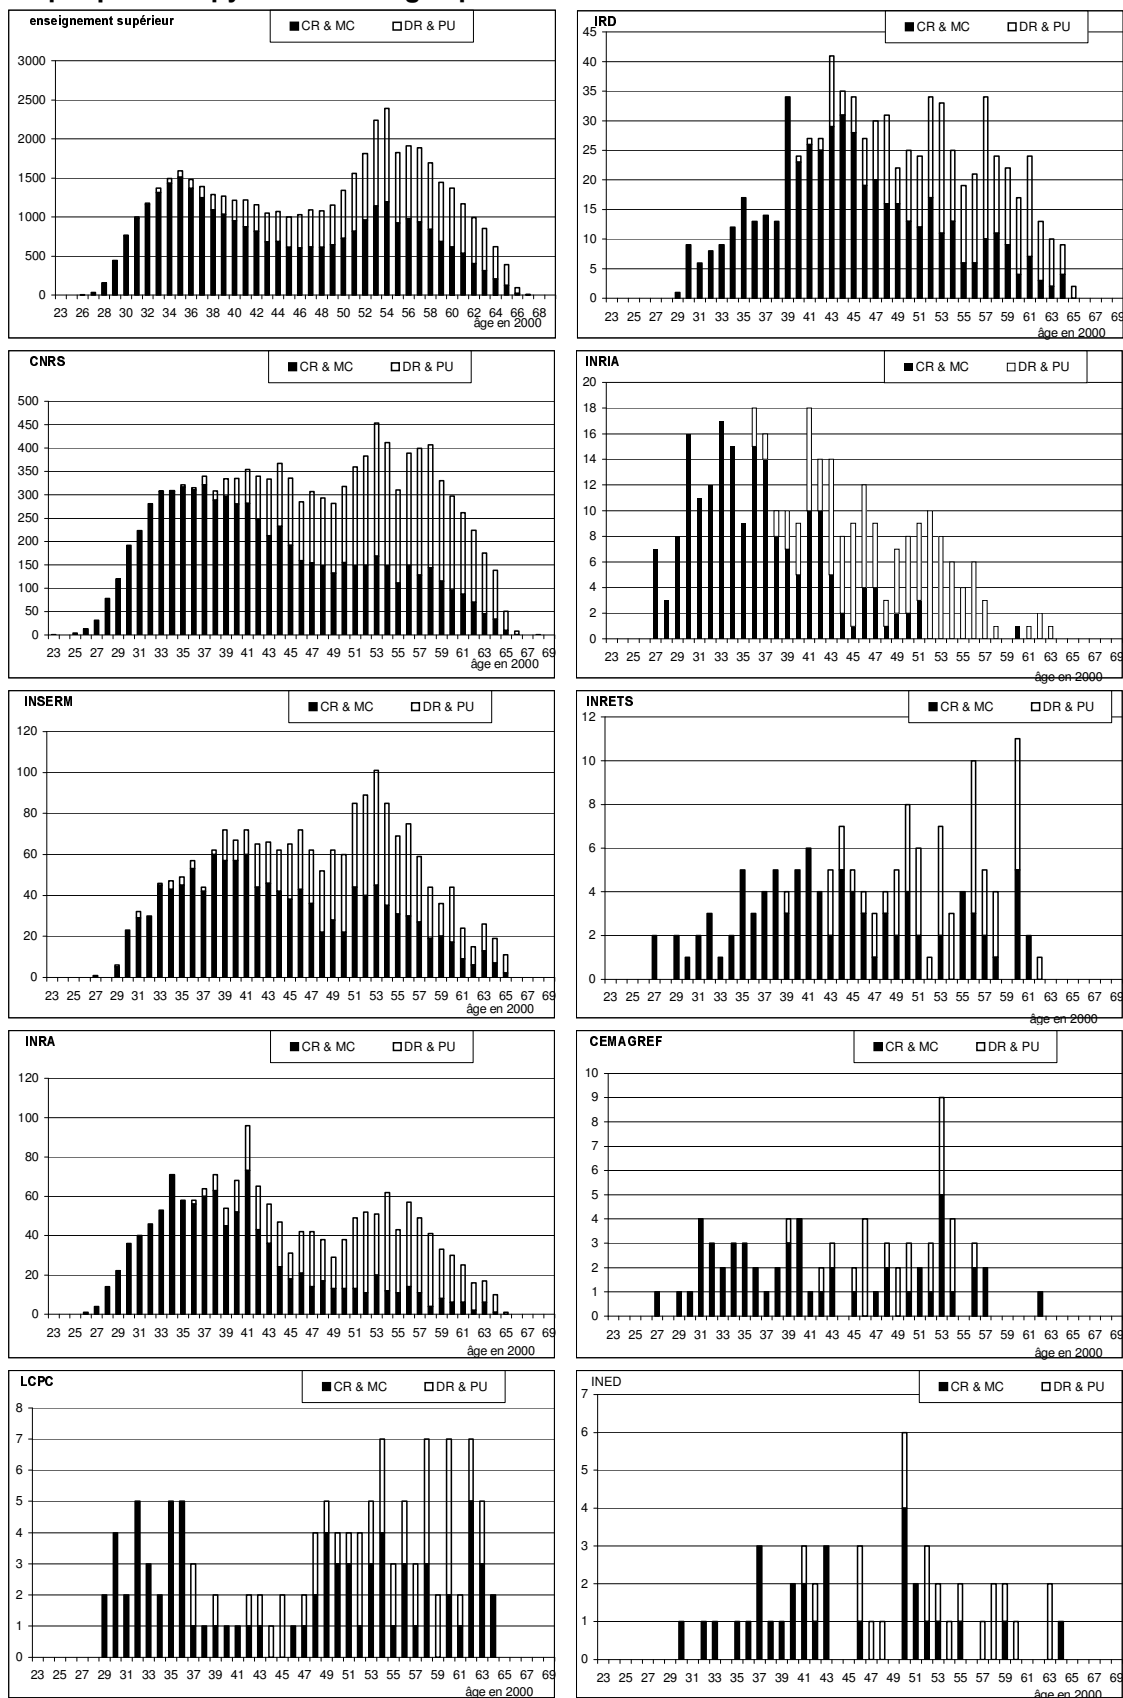 enseignement supérieur
CR & MC DR & PU
3000
2500
2000
1500
1000
500
0
23 26 28 30 32 34 36 38 40 42 44 46 48 50 52 54 56 58 60 62 64 66 68
âge en 2000
IRD
CR & MC DR & PU
45
40
35
30
25
20
15
10
5
0
23 25 27 29 31 33 35 37 39 41 43 45 47 49 51 53 55 57 59 61 63 65 67 69
âge en 2000
CNRS
CR & MC DR & PU
500
450
400
350
300
250
200
150
100
50
0
23 25 27 29 31 33 35 37 39 41 43 45 47 49 51 53 55 57 59 61 63 65 67 69
âge en 2000
INRIA
CR & MC DR & PU
20
18
16
14
12
10
8
6
4
2
0
23 25 27 29 31 33 35 37 39 41 43 45 47 49 51 53 55 57 59 61 63 65 67 69
âge en 2000
INSERM
CR & MC DR & PU
120
100
80
60
40
20
0
23 25 27 29 31 33 35 37 39 41 43 45 47 49 51 53 55 57 59 61 63 65 67 69
âge en 2000
INRETS
CR & MC DR & PU
12
10
8
6
4
2
0
23 25 27 29 31 33 35 37 39 41 43 45 47 49 51 53 55 57 59 61 63 65 67 69
âge en 2000
INRA
CR & MC DR & PU
120
100
80
60
40
20
0
23 25 27 29 31 33 35 37 39 41 43 45 47 49 51 53 55 57 59 61 63 65 67 69
âge en 2000
CEMAGREF
CR & MC DR & PU
10
9
8
7
6
5
4
3
2
1
0
23 25 27 29 31 33 35 37 39 41 43 45 47 49 51 53 55 57 59 61 63 65 67 69
âge en 2000
LCPC
CR & MC DR & PU
8
7
6
5
4
3
2
1
0
23 25 27 29 31 33 35 37 39 41 43 45 47 49 51 53 55 57 59 61 63 65 67 69
âge en 2000
INED
CR & MC DR & PU
7
6
5
4
3
2
1
0
23 25 27 29 31 33 35 37 39 41 43 45 47 49 51 53 55 57 59 61 63 65 67 69
âge en 2000